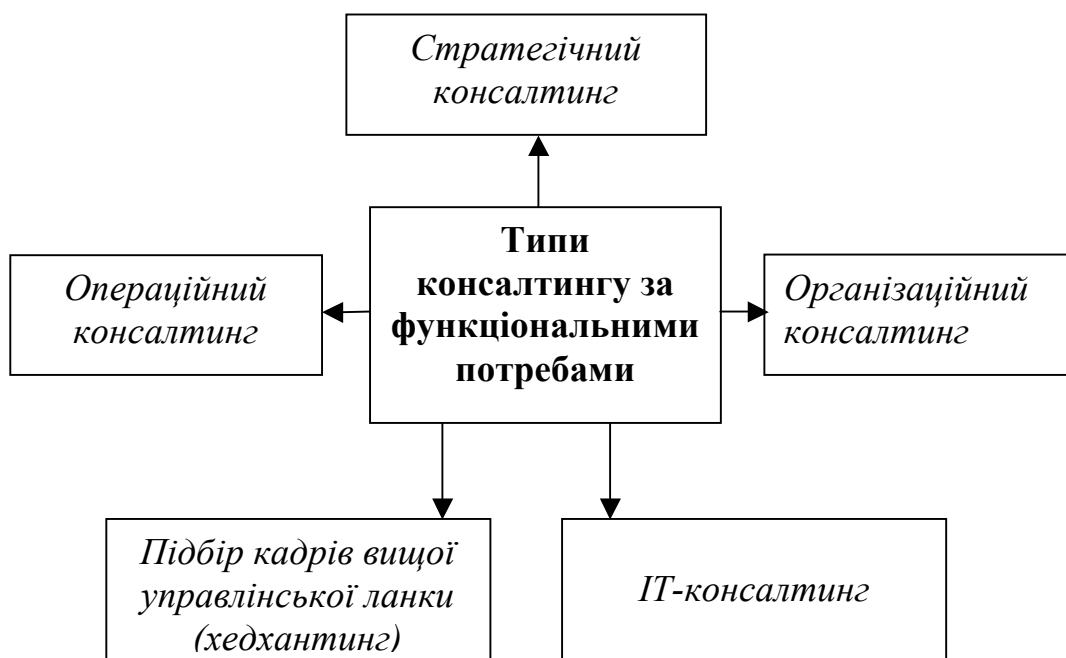 Стратегічний
консалтинг
Типи
консалтингу за
функціональними
потребами
Операційний
консалтинг
Організаційний
консалтинг
Підбір кадрів вищої
управлінської ланки
(хедхантинг)
ІТ-консалтинг